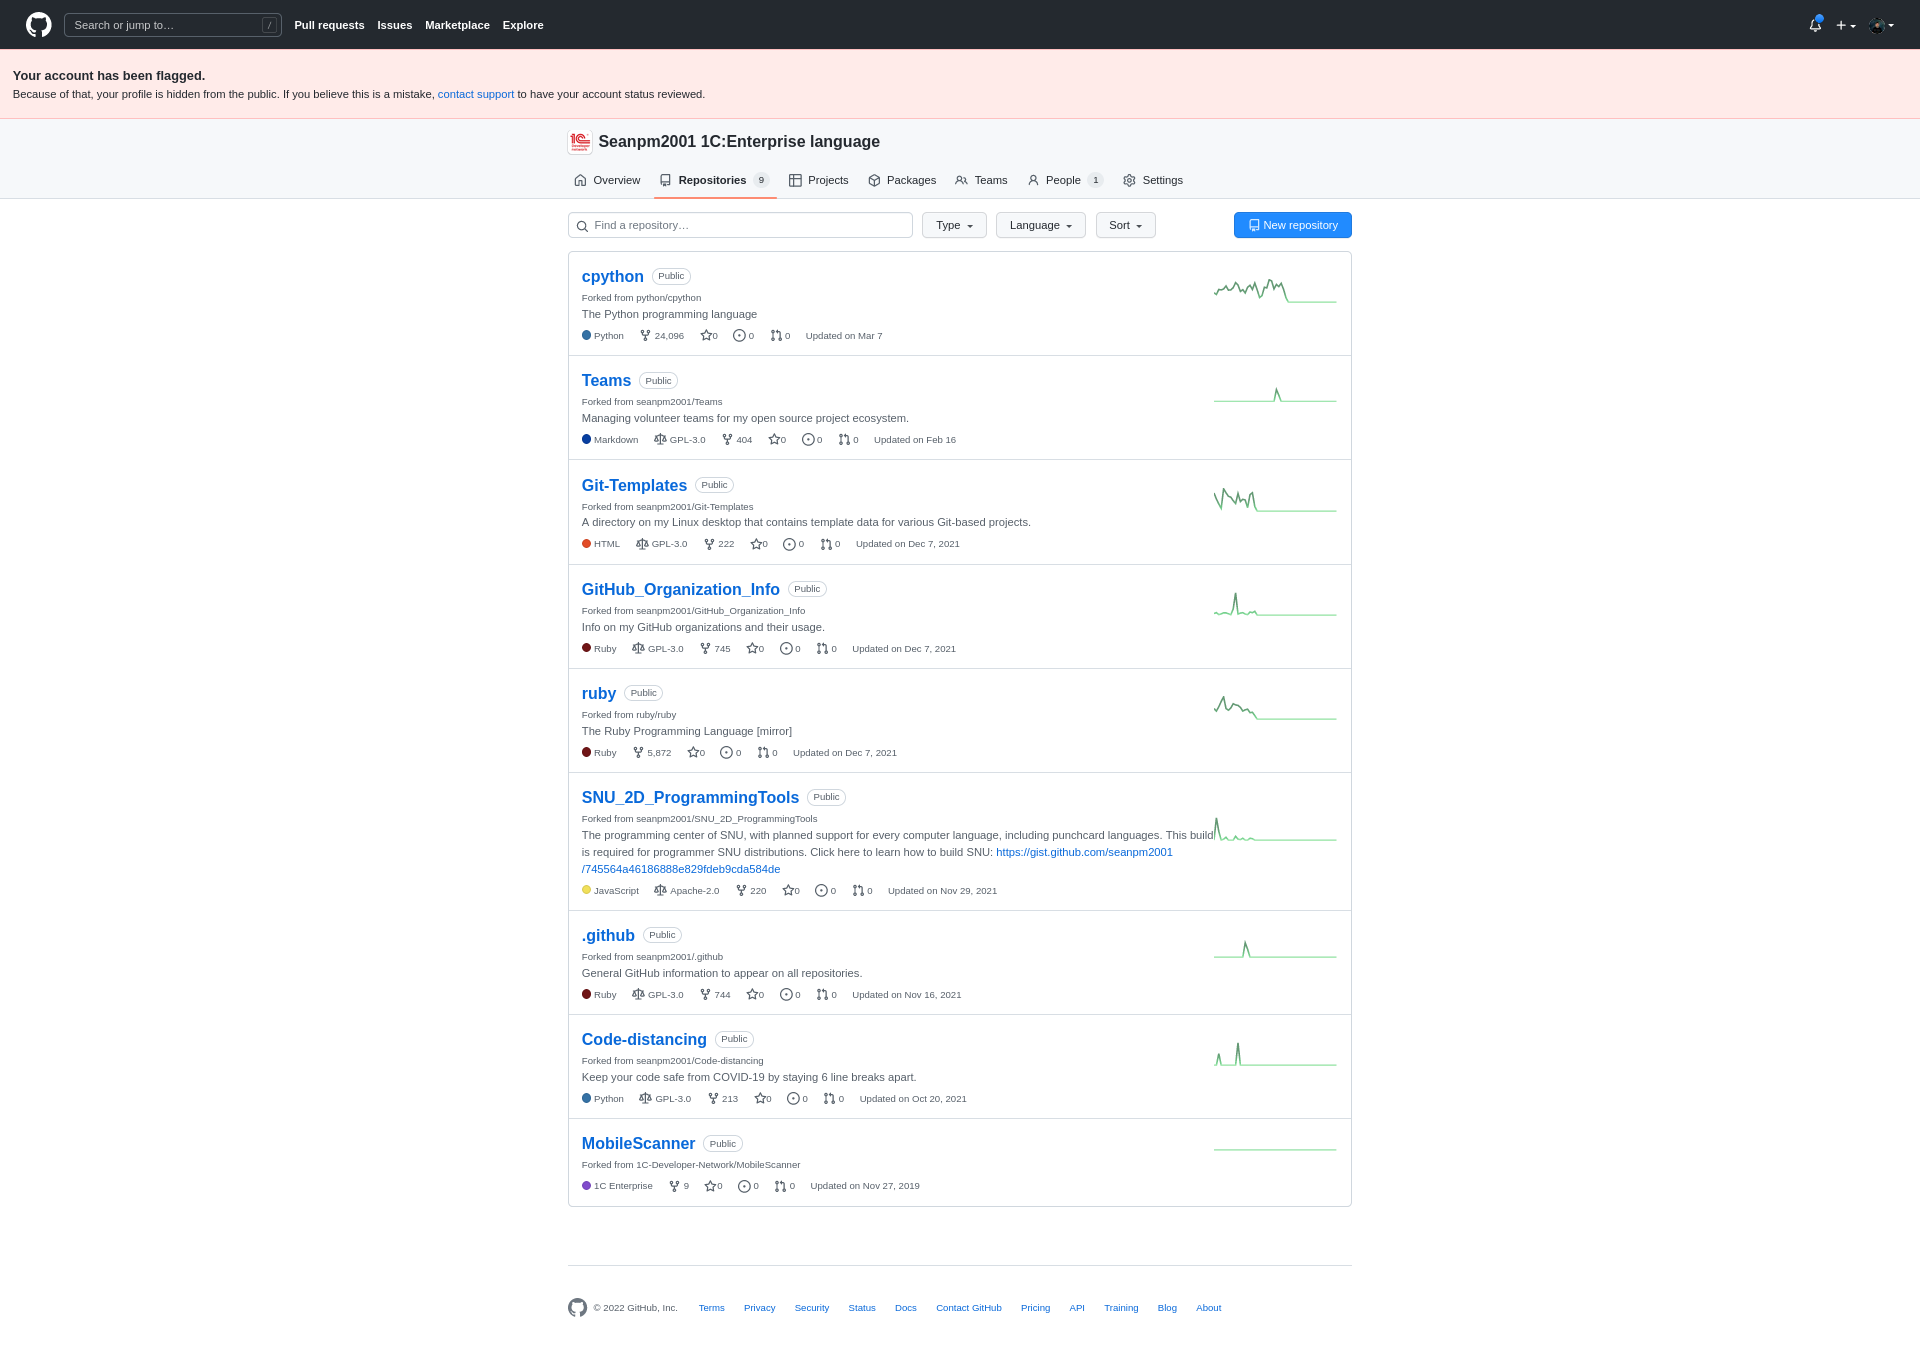 Search or jump to…
/
Pull requests Issues Marketplace Explore
Your account has been flagged.
Because of that, your profile is hidden from the public. If you believe this is a mistake, contact support to have your account status reviewed.
Seanpm2001 1C:Enterprise language
Overview Repositories 9 Projects Packages Teams People 1 Settings
Find a repository… Type Language Sort New repository
cpython Public
Forked from python/cpython
The Python programming language
Python 24,096 0 0 0 Updated on Mar 7
Teams Public
Forked from seanpm2001/Teams
Managing volunteer teams for my open source project ecosystem.
Markdown GPL-3.0 404 0 0 0 Updated on Feb 16
Git-Templates Public
Forked from seanpm2001/Git-Templates
A directory on my Linux desktop that contains template data for various Git-based projects.
HTML GPL-3.0 222 0 0 0 Updated on Dec 7, 2021
GitHub_Organization_Info Public
Forked from seanpm2001/GitHub_Organization_Info
Info on my GitHub organizations and their usage.
Ruby GPL-3.0 745 0 0 0 Updated on Dec 7, 2021
ruby Public
Forked from ruby/ruby
The Ruby Programming Language [mirror]
Ruby 5,872 0 0 0 Updated on Dec 7, 2021
SNU_2D_ProgrammingTools Public
Forked from seanpm2001/SNU_2D_ProgrammingTools
The programming center of SNU, with planned support for every computer language, including punchcard languages. This build
is required for programmer SNU distributions. Click here to learn how to build SNU: https://gist.github.com/seanpm2001
/745564a46186888e829fdeb9cda584de
JavaScript Apache-2.0 220 0 0 0 Updated on Nov 29, 2021
.github Public
Forked from seanpm2001/.github
General GitHub information to appear on all repositories.
Ruby GPL-3.0 744 0 0 0 Updated on Nov 16, 2021
Code-distancing Public
Forked from seanpm2001/Code-distancing
Keep your code safe from COVID-19 by staying 6 line breaks apart.
Python GPL-3.0 213 0 0 0 Updated on Oct 20, 2021
MobileScanner Public
Forked from 1C-Developer-Network/MobileScanner
1C Enterprise 9 0 0 0 Updated on Nov 27, 2019
© 2022 GitHub, Inc. Terms Privacy Security Status Docs Contact GitHub Pricing API Training Blog About